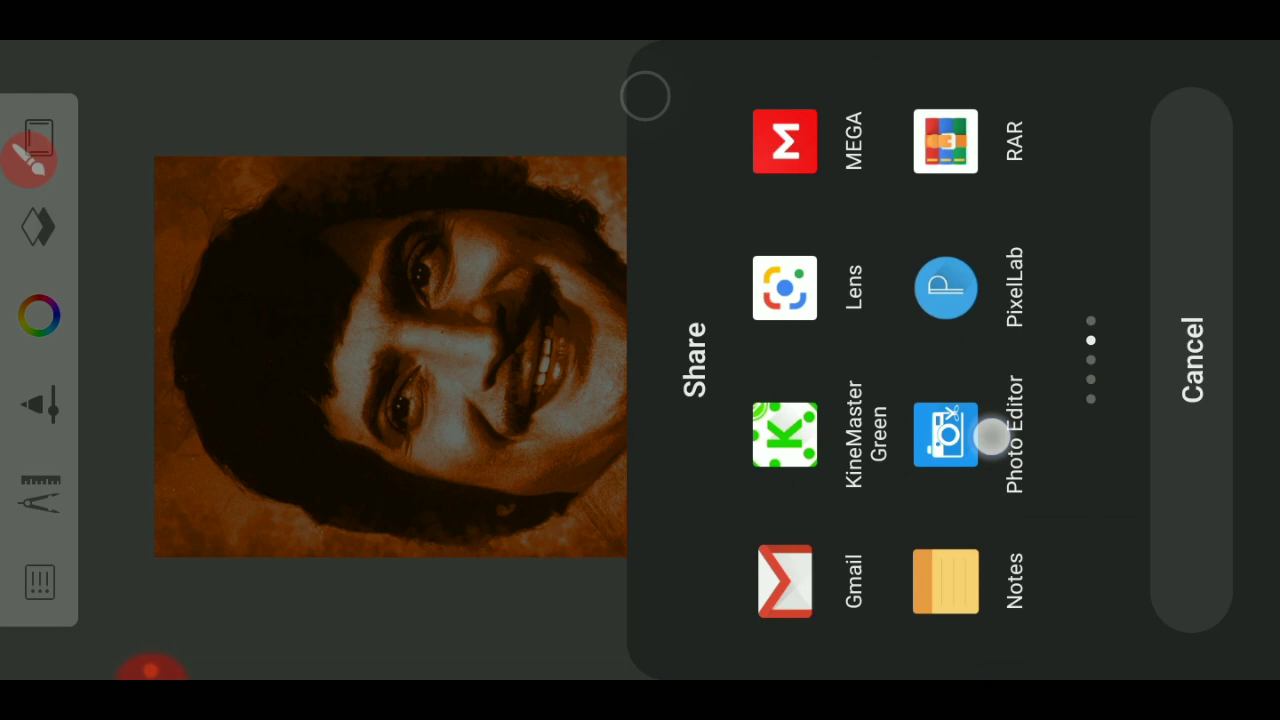 Share
Gmail
KineMaster
Green
Lens
MEGA
Notes
Photo Editor
PixelLab
RAR
Cancel